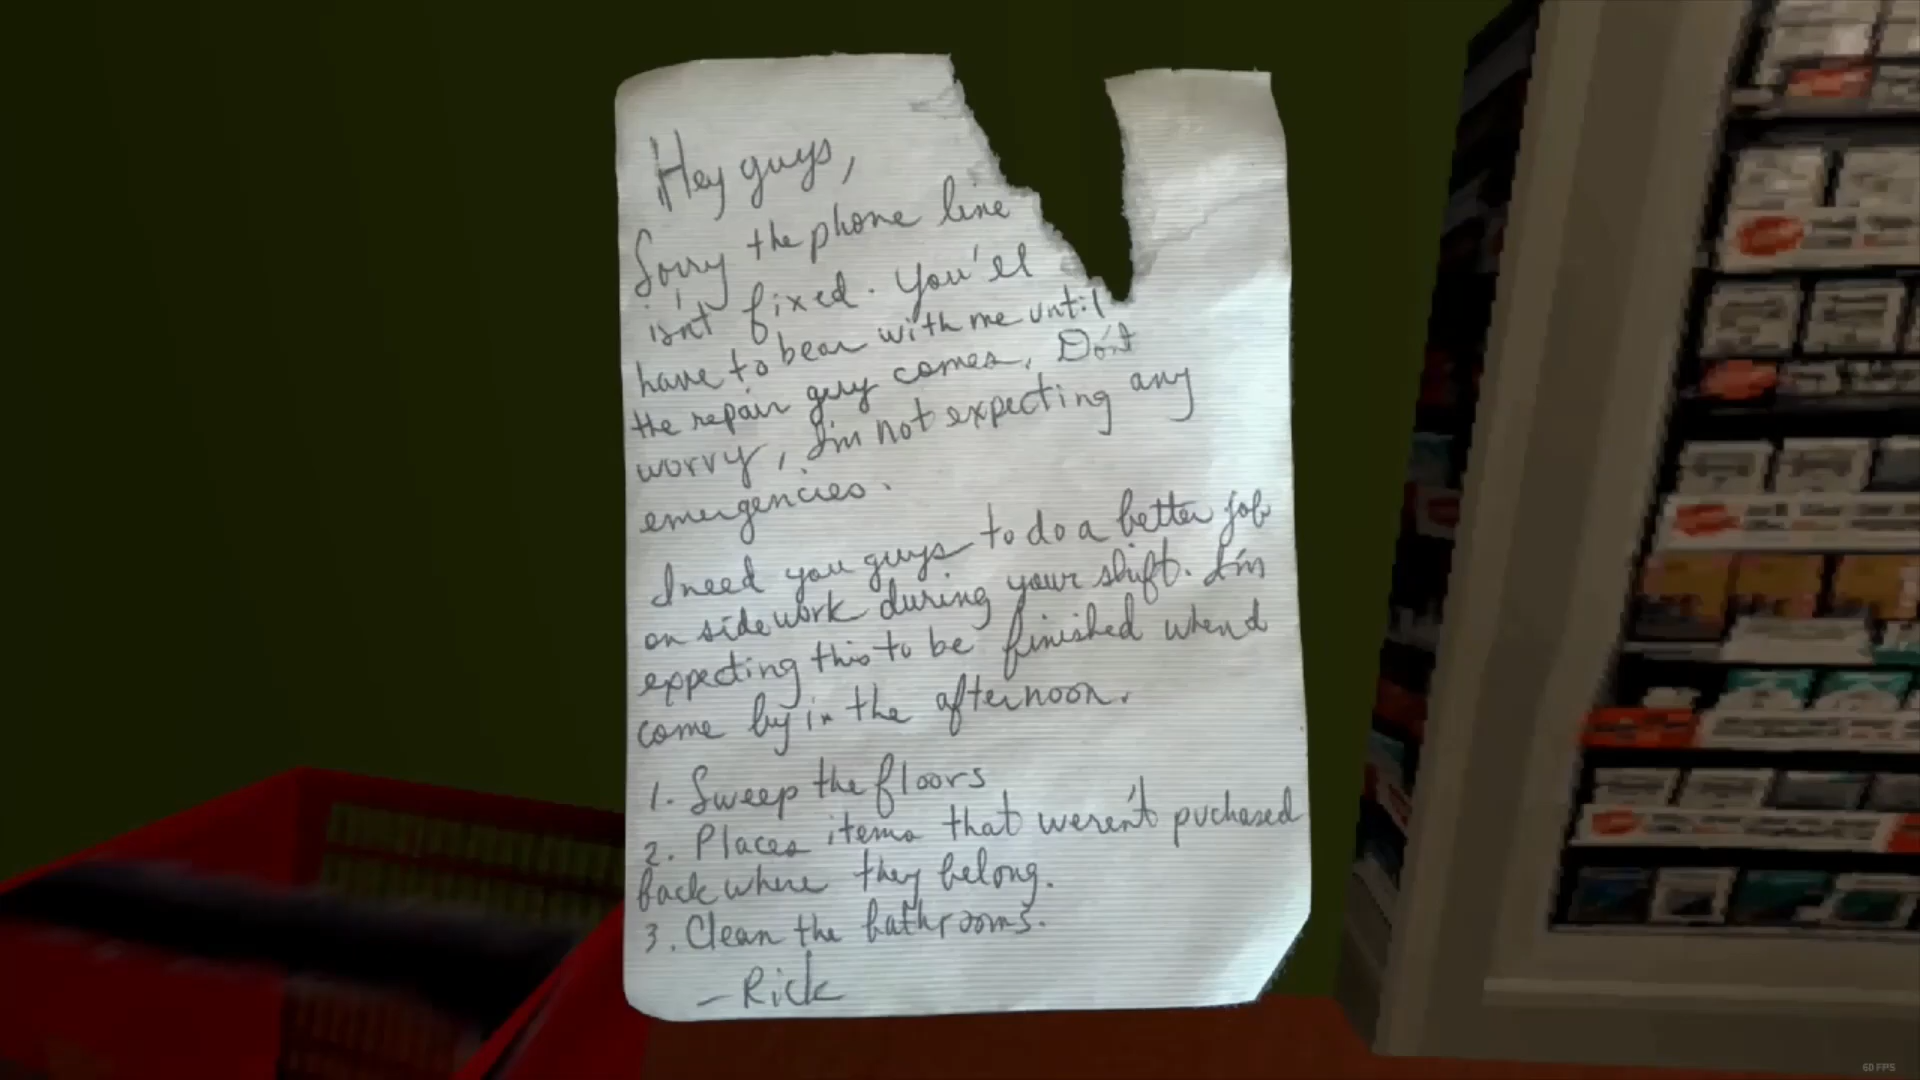 Hey guys,
Sorry the phone line
isn't fixed. You'll
have to bear with me until
the repair guy comes. Don't
worry, I'm not expecting any
emergencies.
I need you guys to do a better job
on sidework during your shift. I'm
expecting this to be finished when I
come by in the afternoon.
1. Sweep the floors
2. Places items that weren't puchased
back where they belong.
3. Clean the bathrooms.
- Rick
60 FPS